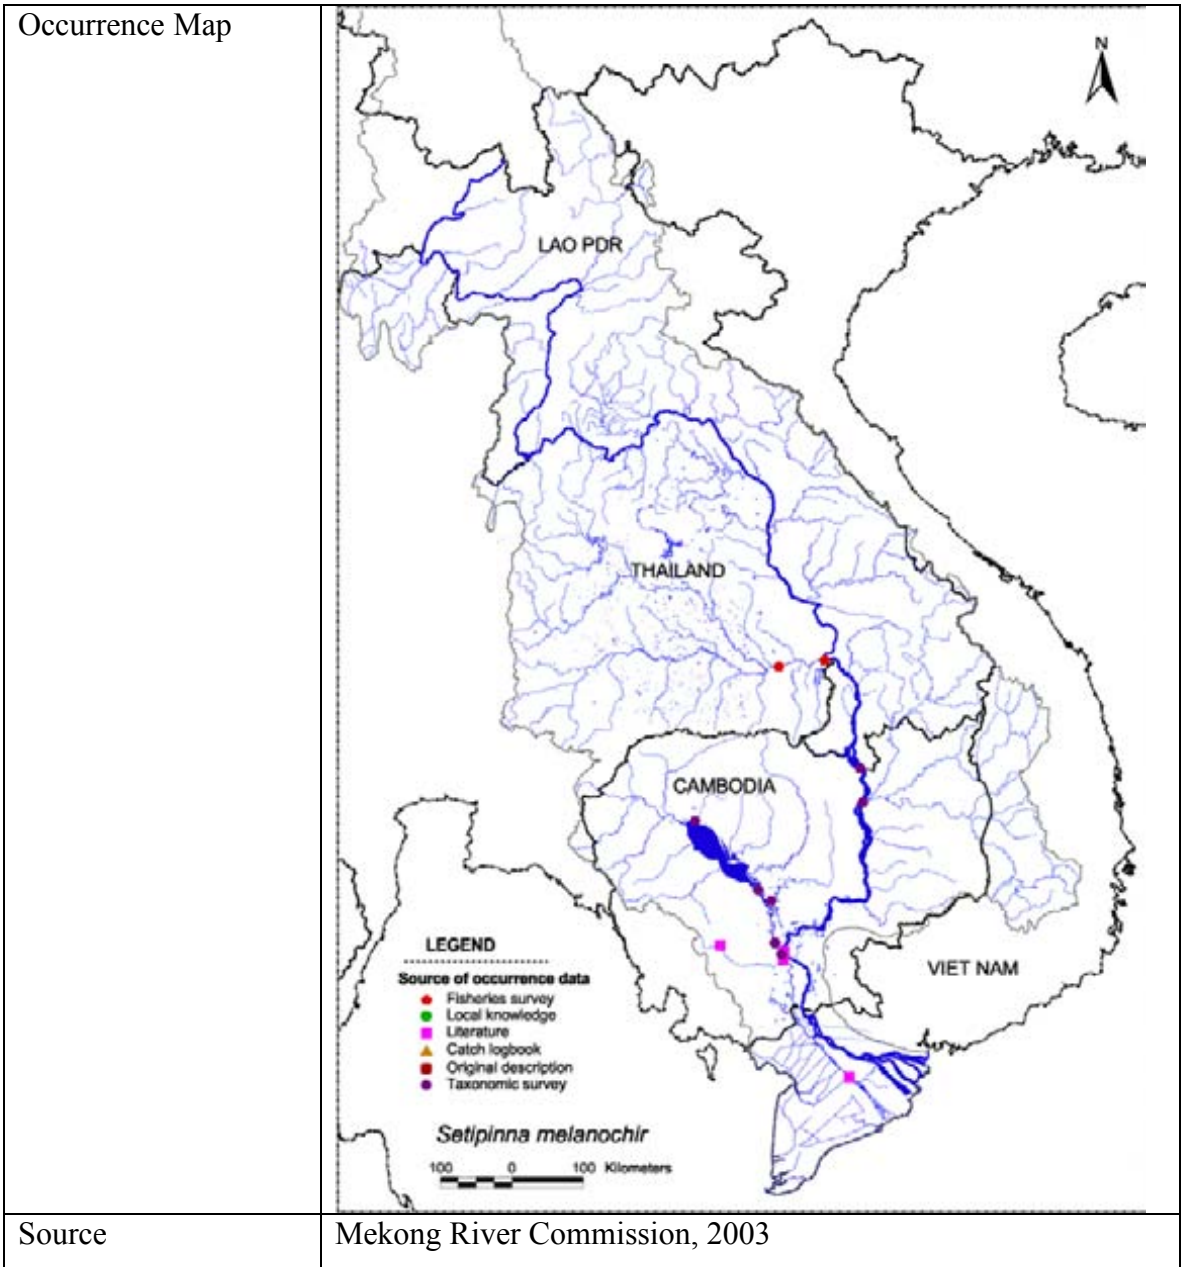 Occurrence Map
N
LAO PDR
THAILAND
CAMBODIA
VIET NAM
LEGEND
Source of occurrence data
Fisheries survey
Local knowledge
Literature
Catch logbook
Original description
Taxonomic survey
Setipinna melanochir
100 0 100 Kilometers
Source
Mekong River Commission, 2003